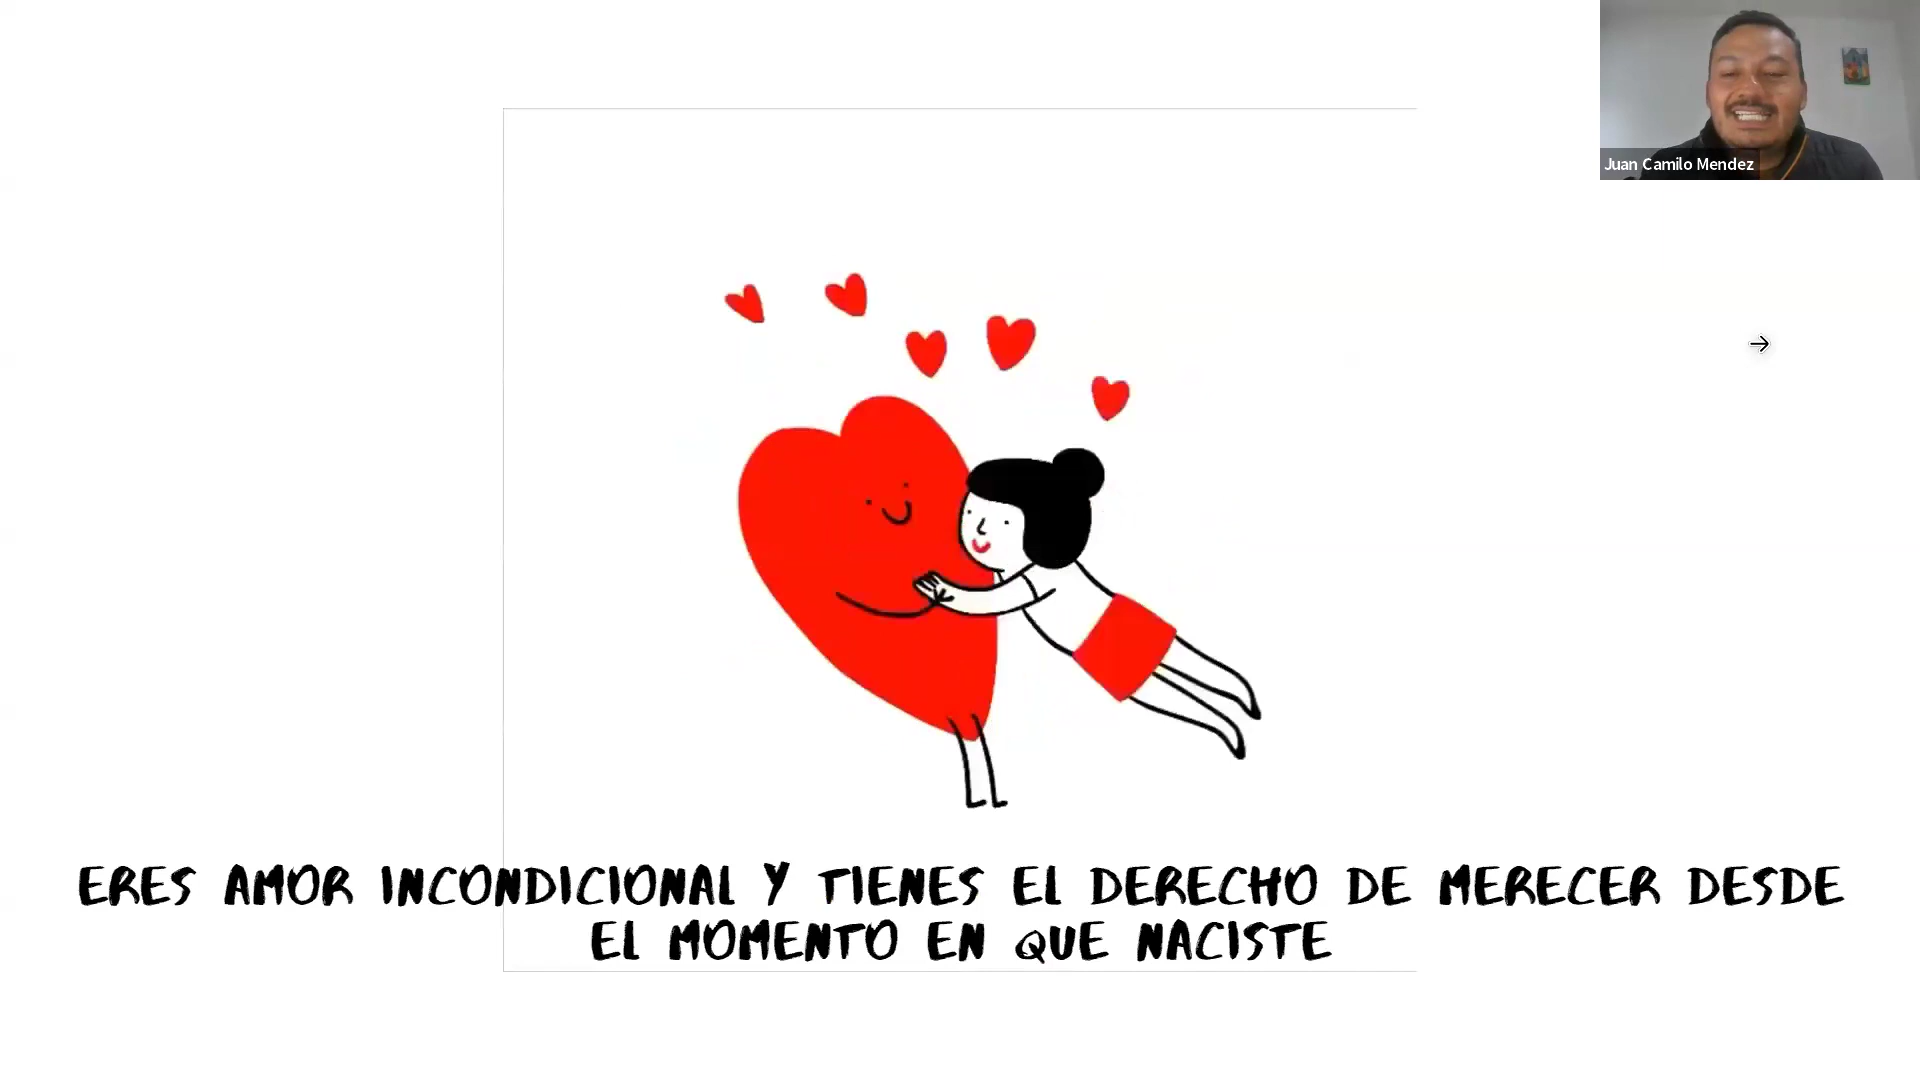 Juan Camilo Mendez
ERES AMOR INCONDICIONAL Y TIENES EL DERECHO DE MERECER DESDE
EL MOMENTO EN QUE NACISTE